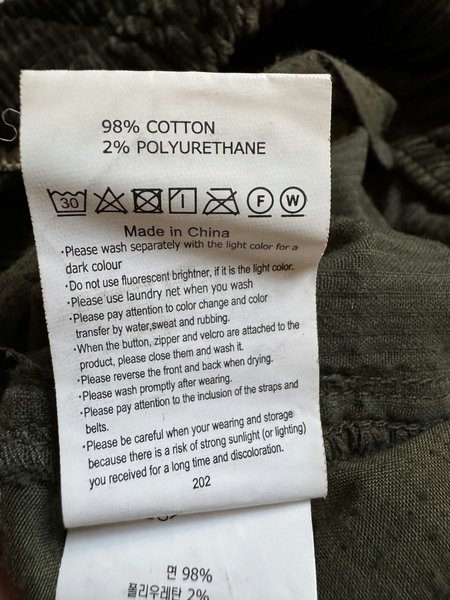 98% COTTON
2% POLYURETHANE
30
F
W
Made in China
·Please wash separately with the light color for a
dark colour
·Do not use fluorescent brightner, if it is the light color.
·Please use laundry net when you wash
·Please pay attention to color change and color
transfer by water,sweat and rubbing.
·When the button, zipper and velcro are attached to the
product, please close them and wash it.
·Please reverse the front and back when drying.
·Please wash promptly after wearing.
·Please pay attention to the inclusion of the straps and
belts.
·Please be careful when your wearing and storage
because there is a risk of strong sunlight (or lighting)
you received for a long time and discoloration.
202
면 98%
폴리우레탄 2%